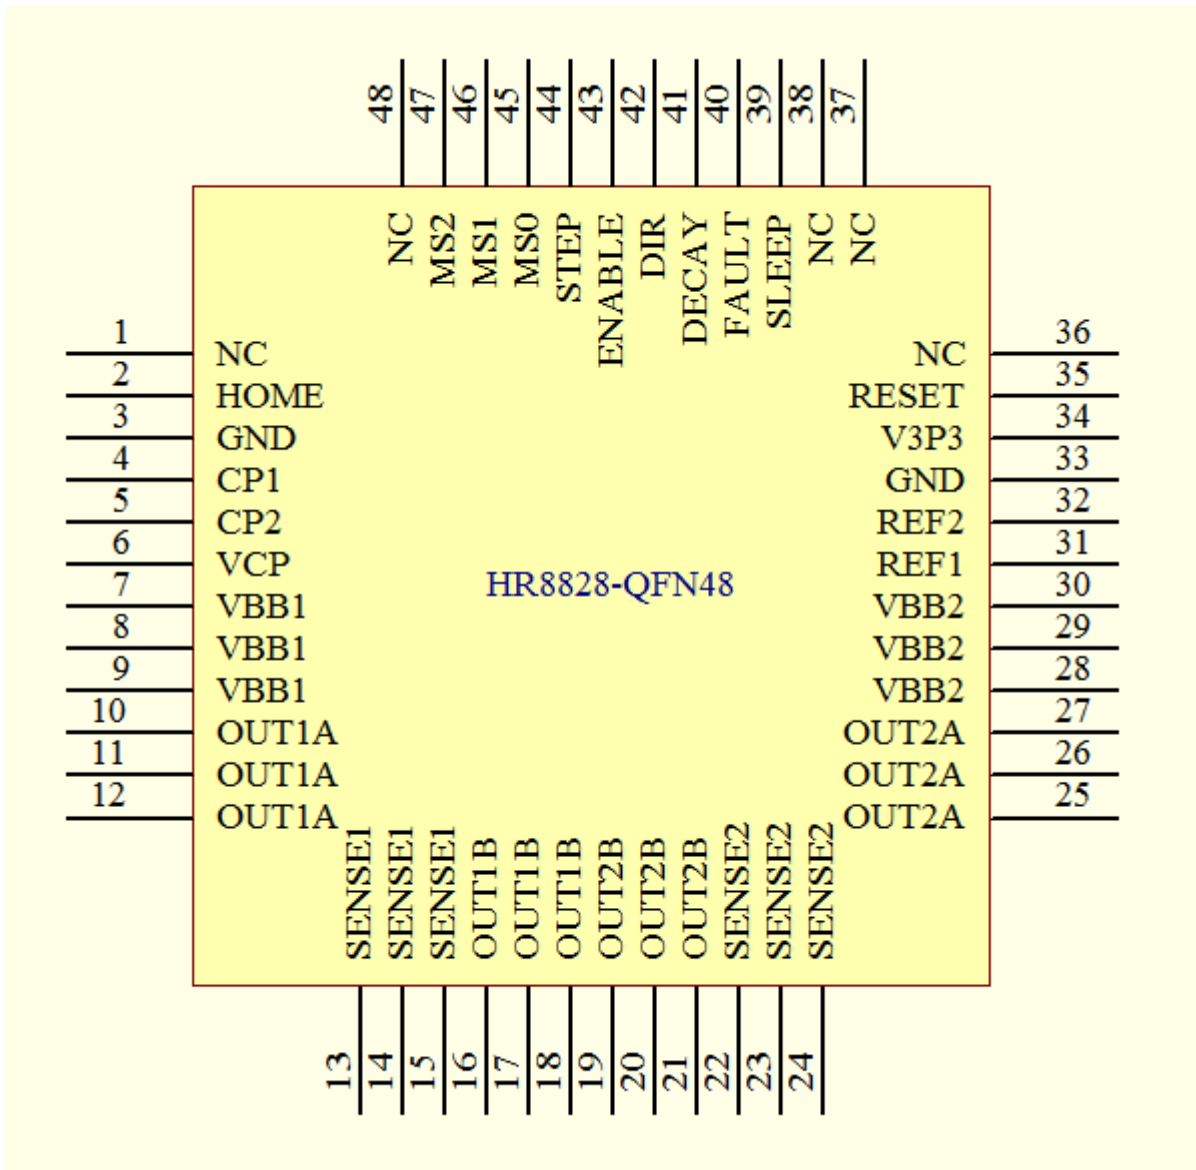 48 47 46 45 44 43 42 41 40 39 38 37
NC MS2 MS1 MS0 STEP ENABLE DIR DECAY FAULT SLEEP NC NC
1 NC NC 36
2 HOME RESET 35
3 GND V3P3 34
4 CP1 GND 33
5 CP2 REF2 32
6 VCP REF1 31
HR8828-QFN48
7 VBB1 VBB2 30
8 VBB1 VBB2 29
9 VBB1 VBB2 28
10 OUT1A OUT2A 27
11 OUT1A OUT2A 26
12 OUT1A OUT2A 25
SENSE1 SENSE1 SENSE1 OUT1B OUT1B OUT1B OUT2B OUT2B OUT2B SENSE2 SENSE2 SENSE2
13 14 15 16 17 18 19 20 21 22 23 24